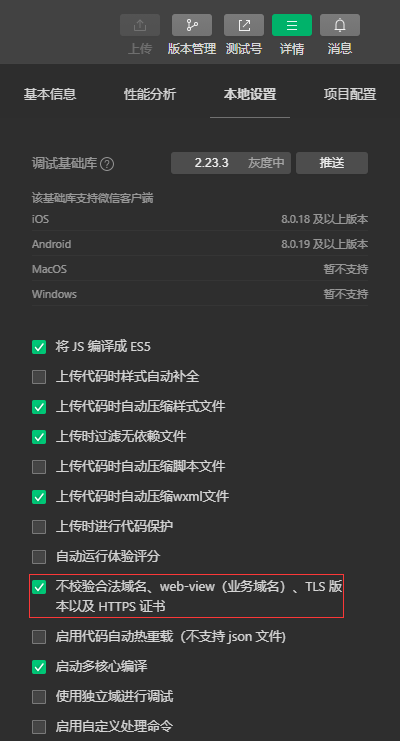 上传 版本管理 测试号 详情 消息
基本信息 性能分析 本地设置 项目配置
调试基础库 ? 2.23.3 灰度中 推送
该基础库支持微信客户端
iOS 8.0.18 及以上版本
Android 8.0.19 及以上版本
MacOS 暂不支持
Windows 暂不支持
将 JS 编译成 ES5
上传代码时样式自动补全
上传代码时自动压缩样式文件
上传时过滤无依赖文件
上传代码时自动压缩脚本文件
上传代码时自动压缩wxml文件
上传时进行代码保护
自动运行体验评分
不校验合法域名、web-view（业务域名）、TLS 版
本以及 HTTPS 证书
启用代码自动热重载（不支持 json 文件)
启动多核心编译
使用独立域进行调试
启用自定义处理命令